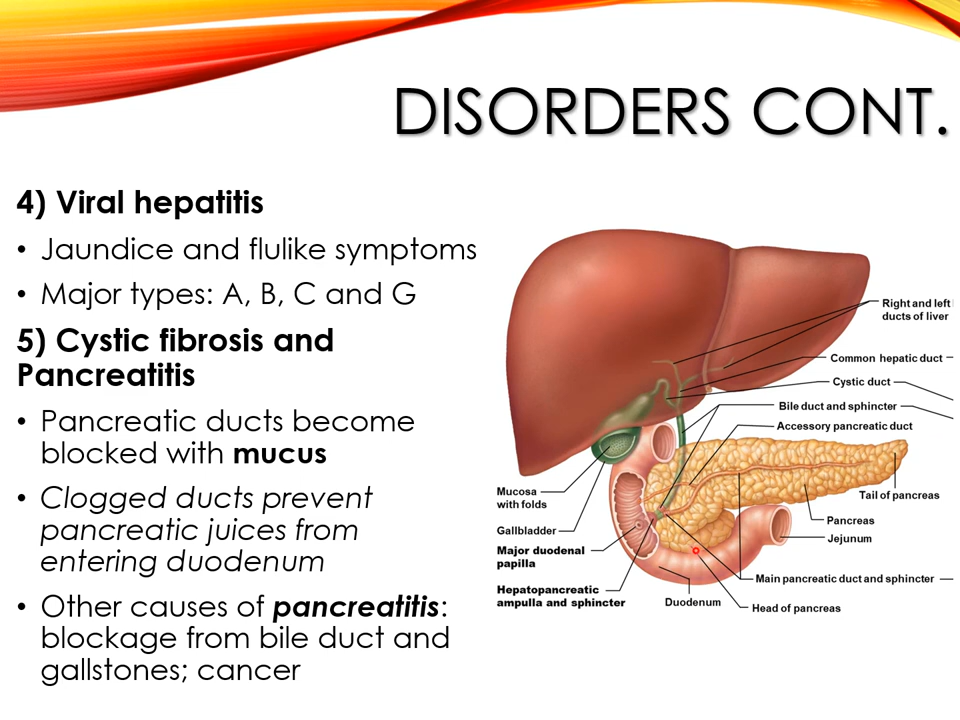 DISORDERS CONT.
4) Viral hepatitis
• Jaundice and flulike symptoms
• Major types: A, B, C and G
5) Cystic fibrosis and
Pancreatitis
• Pancreatic ducts become
blocked with mucus
• Clogged ducts prevent
pancreatic juices from
entering duodenum
• Other causes of pancreatitis:
blockage from bile duct and
gallstones; cancer
Right and left
ducts of liver
Common hepatic duct
Cystic duct
Bile duct and sphincter
Accessory pancreatic duct
Mucosa
with folds
Tail of pancreas
Pancreas
Gallbladder
Jejunum
Major duodenal
papilla
Main pancreatic duct and sphincter
Hepatopancreatic
ampulla and sphincter
Duodenum
Head of pancreas